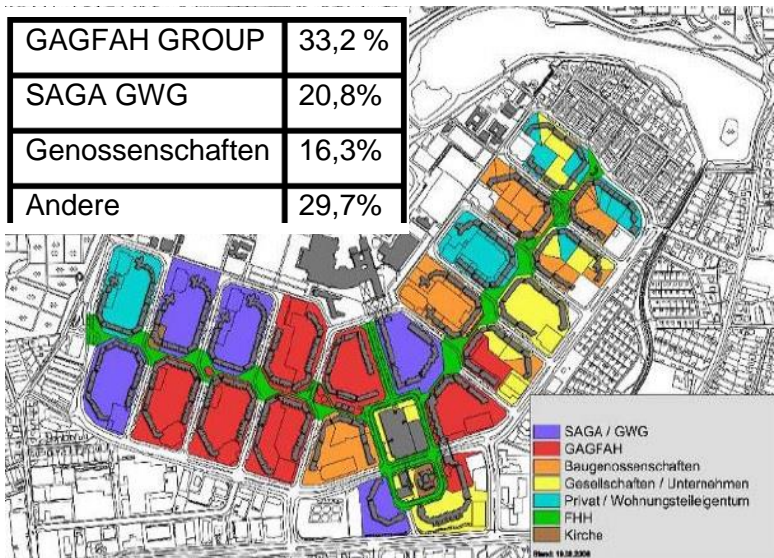 GAGFAH GROUP 33,2 %
SAGA GWG 20,8%
Genossenschaften 16,3%
Andere 29,7%
SAGA / GWG
GAGFAH
Baugenossenschaften
Gesellschaften / Unternehmen
Privat / Wohnungsteileigentum
FHH
Kirche